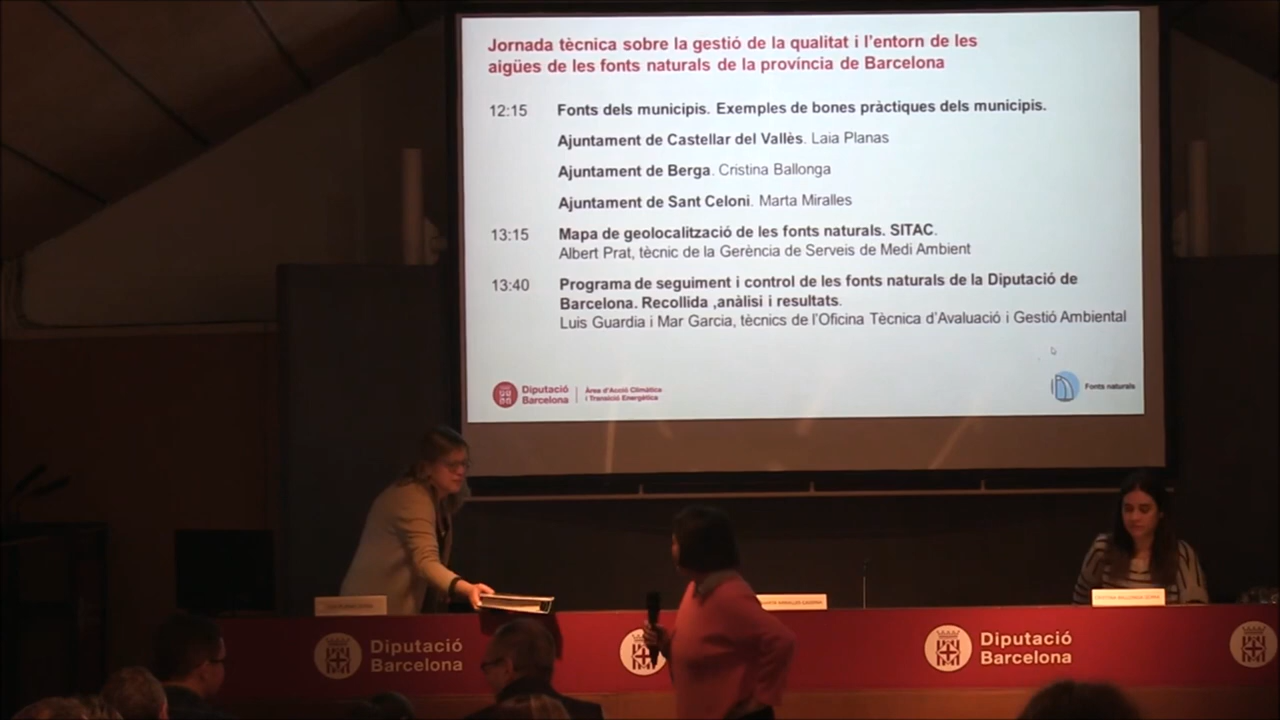 Jornada tècnica sobre la gestió de la qualitat i l'entorn de les
aigües de les fonts naturals de la província de Barcelona
12:15 Fonts dels municipis. Exemples de bones pràctiques dels municipis.
Ajuntament de Castellar del Vallès. Laia Planas
Ajuntament de Berga. Cristina Ballonga
Ajuntament de Sant Celoni. Marta Miralles
13:15 Mapa de geolocalització de les fonts naturals. SITAC.
Albert Prat, tècnic de la Gerència de Serveis de Medi Ambient
13:40 Programa de seguiment i control de les fonts naturals de la Diputació de
Barcelona. Recollida ,anàlisi i resultats.
Luis Guardia i Mar Garcia, tècnics de l'Oficina Tècnica d'Avaluació i Gestió Ambiental
Diputació
Barcelona
Àrea d'Acció Climàtica
i Transició Energètica
Fonts naturals
Diputació
Barcelona
Diputació
Barcelona